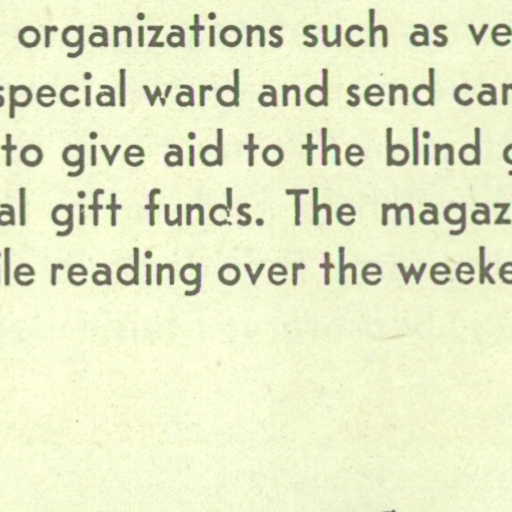 organizations such as ve
special ward and send car
to give aid to the blind
al gift funds. The magaz
ile reading over the weeke